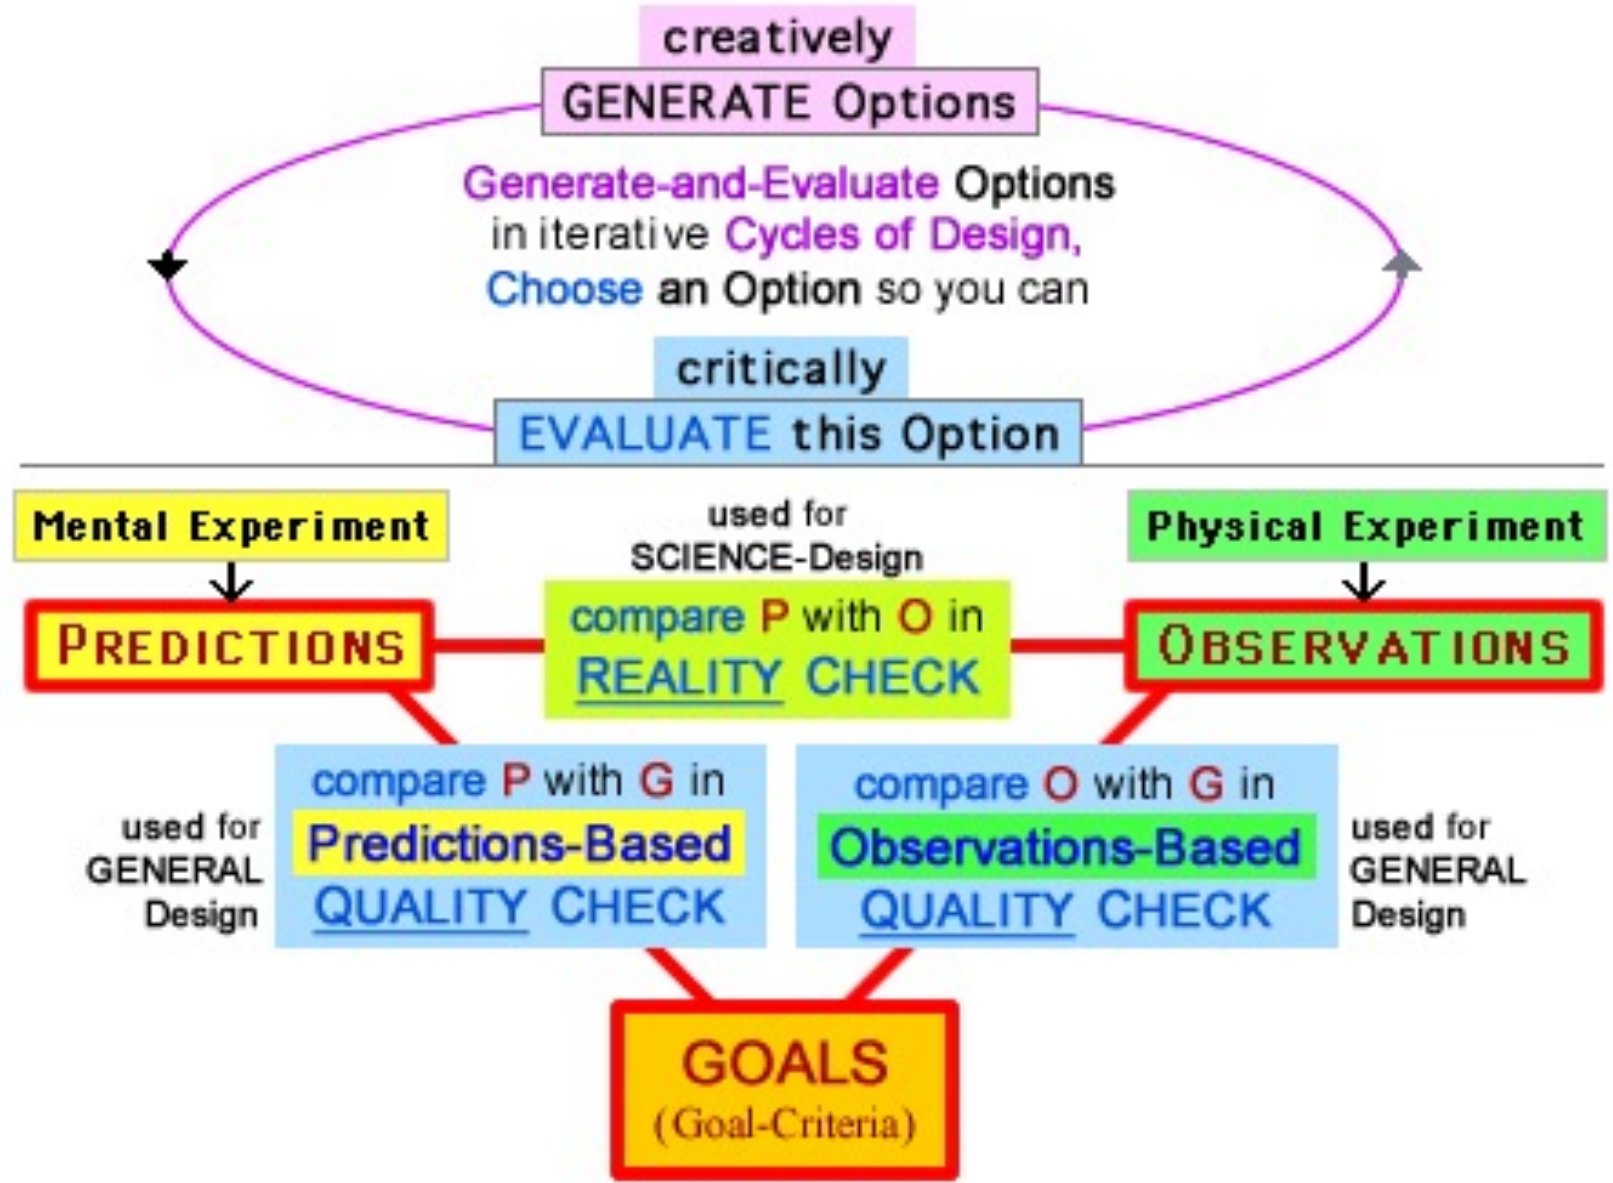 creatively
GENERATE Options
Generate-and-Evaluate Options
in iterative Cycles of Design,
Choose an Option so you can
critically
EVALUATE this Option
Mental Experiment
used for
SCIENCE-Design
Physical Experiment
PREDICTIONS
compare P with O in
REALITY CHECK
OBSERVATIONS
used for
GENERAL
Design
compare P with G in
Predictions-Based
QUALITY CHECK
compare O with G in
Observations-Based
QUALITY CHECK
used for
GENERAL
Design
GOALS
(Goal-Criteria)